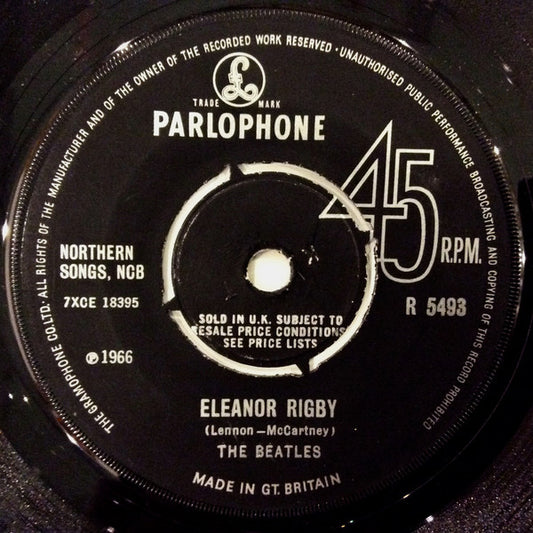 THE GRAMOPHONE CO. LTD. · ALL RIGHTS OF THE MANUFACTURER AND OF THE OWNER OF THE RECORDED WORK RESERVED · UNAUTHORISED PUBLIC PERFORMANCE BROADCASTING AND COPYING OF THIS RECORD PROHIBITED
£
TRADE MARK
PARLOPHONE
45
R.P.M.
NORTHERN
SONGS, NCB
7XCE 18395
R 5493
SOLD IN U.K. SUBJECT TO
RESALE PRICE CONDITIONS
SEE PRICE LISTS
℗ 1966
ELEANOR RIGBY
(Lennon—McCartney)
THE BEATLES
MADE IN GT. BRITAIN